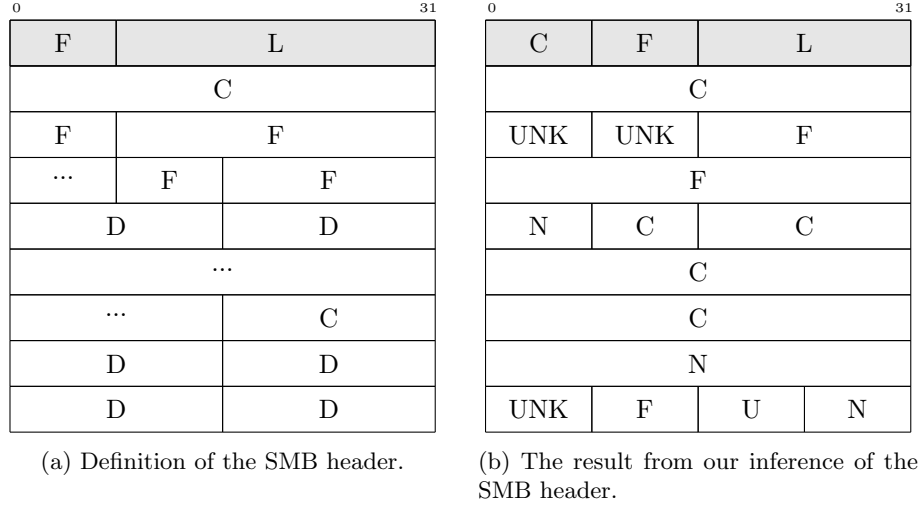 0 31
F L
C
F F
... F F
D D
...
... C
D D
D D
(a) Definition of the SMB header.
0 31
C F L
C
UNK UNK F
F
N C C
C
C
N
UNK F U N
(b) The result from our inference of the
SMB header.